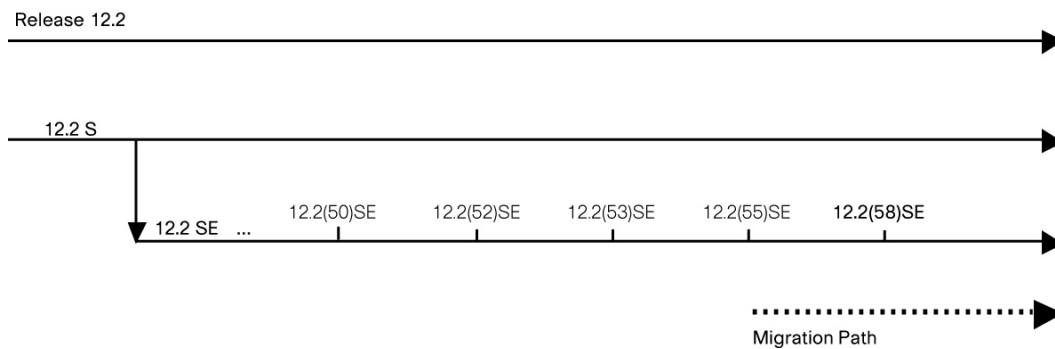 Release 12.2
12.2 S
12.2 SE ...
12.2(50)SE
12.2(52)SE
12.2(53)SE
12.2(55)SE
12.2(58)SE
Migration Path